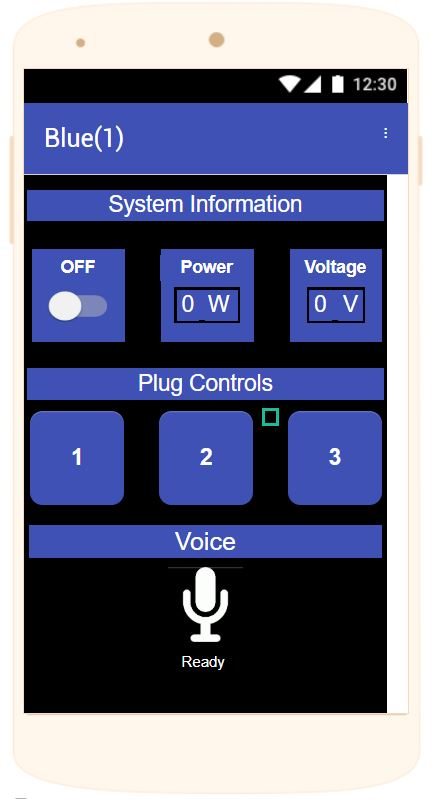 12:30
Blue(1)
System Information
OFF Power Voltage
0 W 0 V
Plug Controls
1 2 3
Voice
Ready